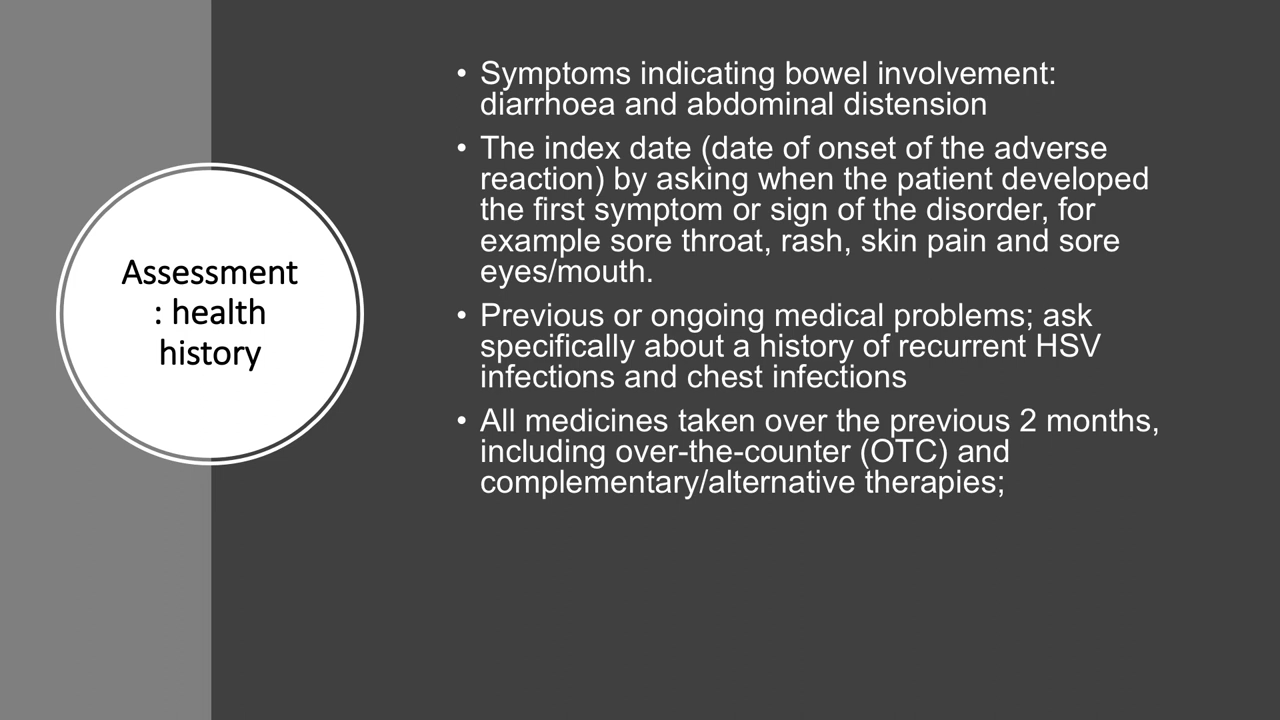 Assessment
: health
history
• Symptoms indicating bowel involvement:
diarrhoea and abdominal distension
• The index date (date of onset of the adverse
reaction) by asking when the patient developed
the first symptom or sign of the disorder, for
example sore throat, rash, skin pain and sore
eyes/mouth.
• Previous or ongoing medical problems; ask
specifically about a history of recurrent HSV
infections and chest infections
• All medicines taken over the previous 2 months,
including over-the-counter (OTC) and
complementary/alternative therapies;